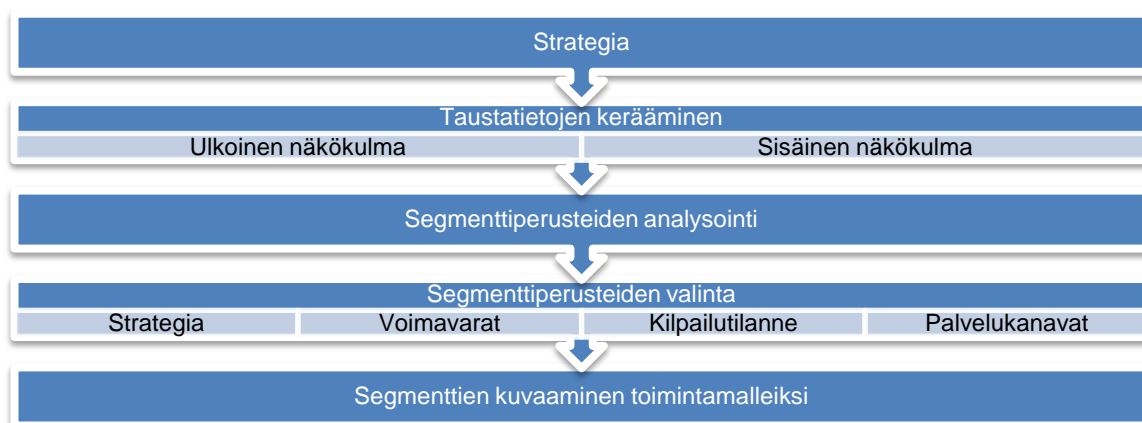 Strategia
Taustatietojen kerääminen
Ulkoinen näkökulma Sisäinen näkökulma
Segmenttiperusteiden analysointi
Segmenttiperusteiden valinta
Strategia Voimavarat Kilpailutilanne Palvelukanavat
Segmenttien kuvaaminen toimintamalleiksi